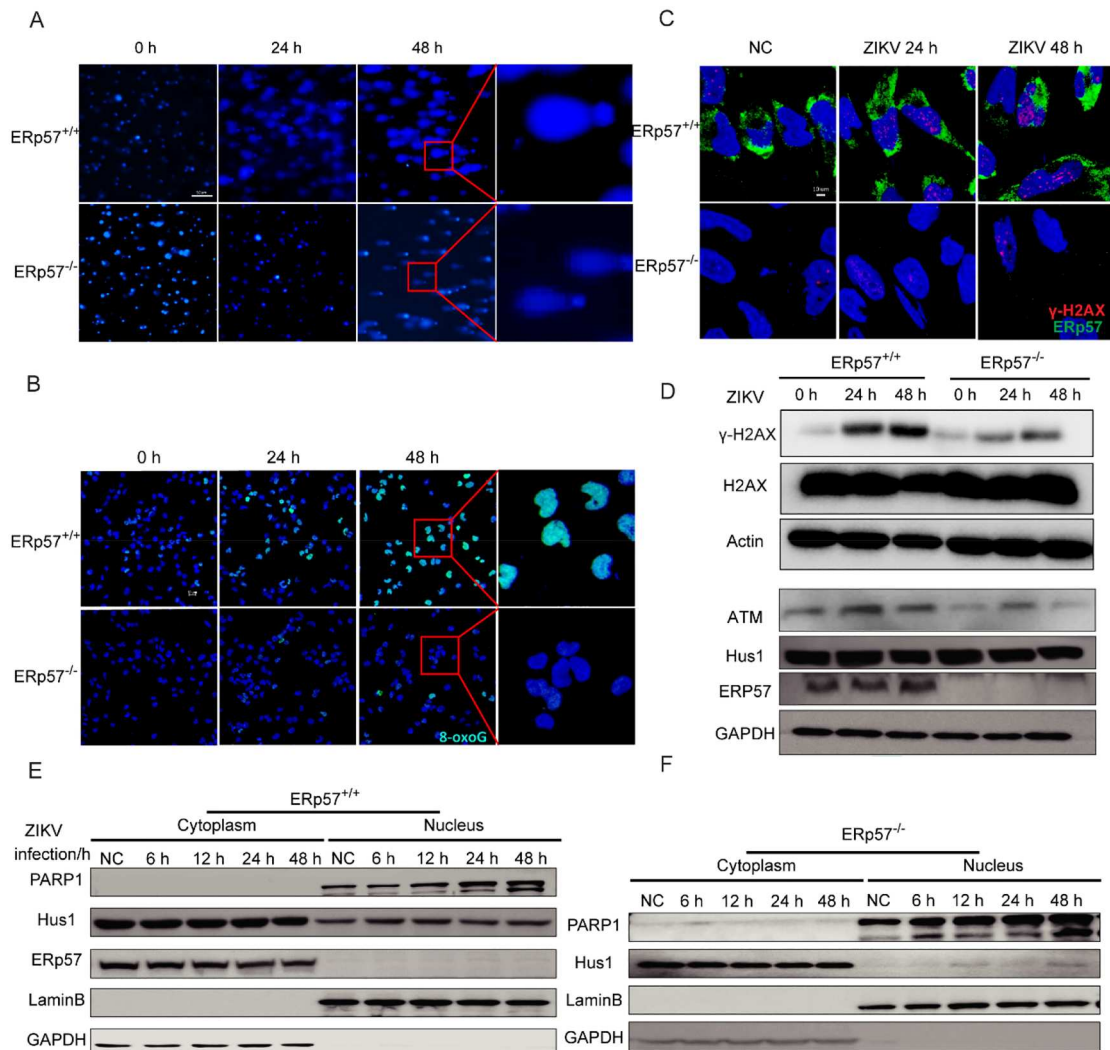 A
0 h 24 h 48 h
ERp57+/+
ERp57-/-
B
0 h 24 h 48 h
ERp57+/+
ERp57-/-
8-oxoG
C
NC ZIKV 24 h ZIKV 48 h
ERp57+/+
10 um
ERp57-/-
γ-H2AX
ERp57
D
ERp57+/+ ERp57-/-
ZIKV 0 h 24 h 48 h 0 h 24 h 48 h
γ-H2AX
H2AX
Actin
ATM
Hus1
ERP57
GAPDH
E
ERp57+/+
ZIKV Cytoplasm Nucleus
infection/h NC 6 h 12 h 24 h 48 h NC 6 h 12 h 24 h 48 h
PARP1
Hus1
ERp57
LaminB
GAPDH
F
ERp57-/-
Cytoplasm Nucleus
NC 6 h 12 h 24 h 48 h NC 6 h 12 h 24 h 48 h
PARP1
Hus1
LaminB
GAPDH